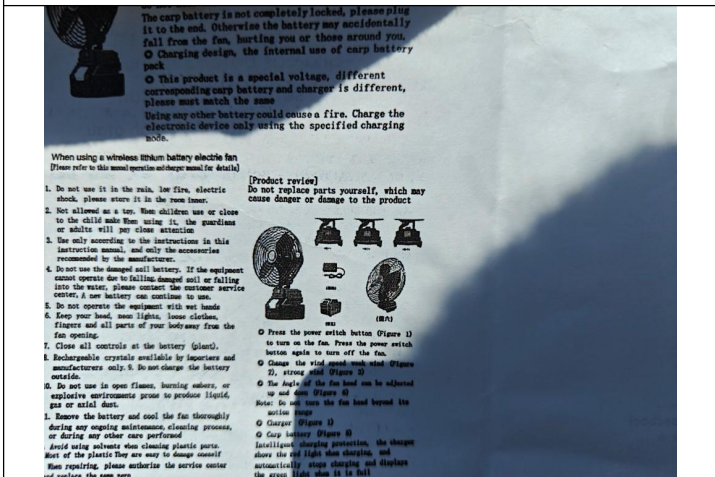 The carp battery is not completely locked, please plug
it to the end. Otherwise the battery may accidentally
fall from the fan, hurting you or those around you.
O Charging design, the internal use of carp battery
pack
O This product is a special voltage, different
corresponding carp battery and charger is different,
please must match the same
Using any other battery could cause a fire. Charge the
electronic device only using the specified charging
mode.
When using a wireless lithium battery electric fan
[Please refer to this manual operation andcharger manual for details]
1. Do not use it in the rain, low fire, electric
shock, please store it in the room inner.
2. Not allowed as a toy. When children use or close
to the child make When using it, the guardians
or adults will pay close attention
3. Use only according to the instructions in this
instruction manual, and only the accessories
recommended by the manufacturer.
4. Do not use the damaged soil battery. If the equipment
cannot operate due to falling, damaged soil or falling
into the water, please contact the customer service
center, A new battery can continue to use.
5. Do not operate the equipment with wet hands
6. Keep your head, neon lights, loose clothes,
fingers and all parts of your body away from the
fan opening.
7. Close all controls at the battery (plant).
8. Rechargeable crystals available by importers and
manufacturers only. 9. Do not charge the battery
outside.
10. Do not use in open flames, burning embers, or
explosive environments prone to produce liquid,
gas or axial dust.
1. Remove the battery and cool the fan thoroughly
during any ongoing maintenance, cleaning process,
or during any other care performed
Avoid using solvents when cleaning plastic parts.
Most of the plastic They are easy to damage oneself
When repairing, please authorize the service center
and replace the same
[Product review]
Do not replace parts yourself, which may
cause danger or damage to the product
(图六)
O Press the power switch button (Figure 1)
to turn on the fan. Press the power switch
button again to turn off the fan.
O Change the wind speed weak wind (Figure
2), strong wind (Figure 3)
O The Angle of the fan head can be adjusted
up and down (Figure 6)
Note: Do not turn the fan head beyond its
motion range
O Charger (Figure 1)
O Carp battery (Figure 5)
Intelligent charging protection, the charger
shows the red light when charging, and
automatically stops charging and displays
the green light when it is full